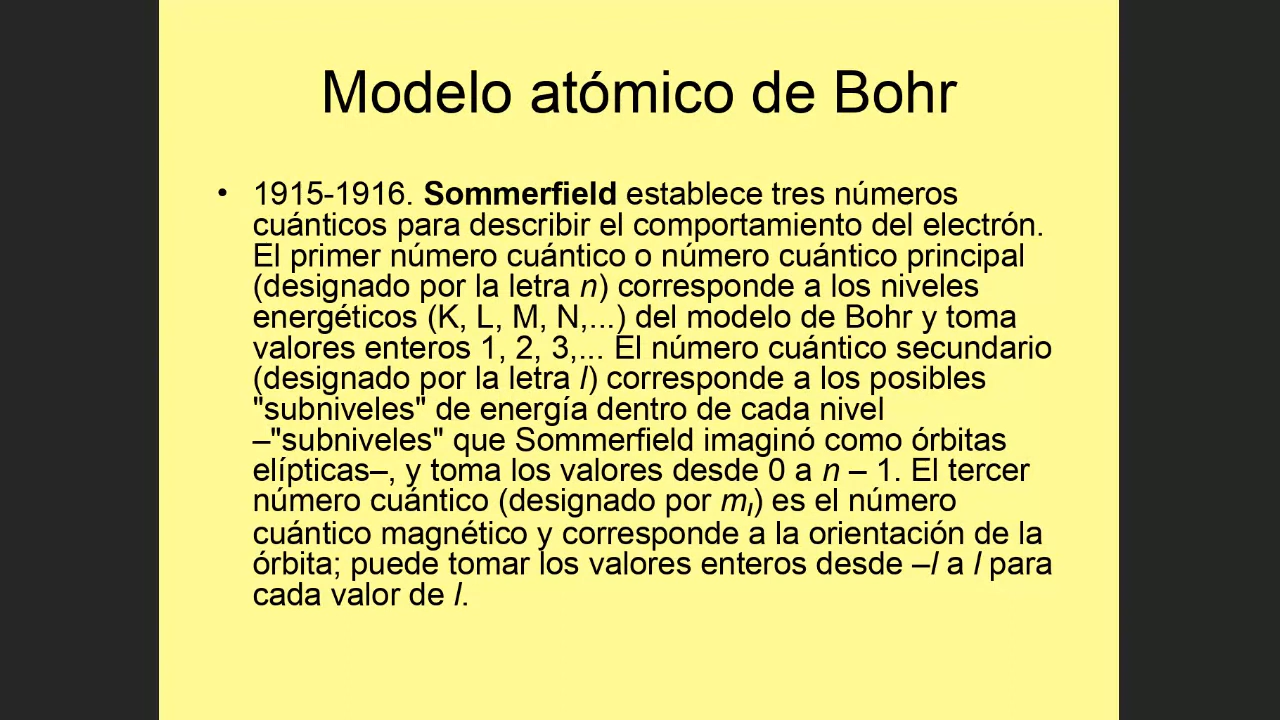 Modelo atómico de Bohr
• 1915-1916. Sommerfield establece tres números
cuánticos para describir el comportamiento del electrón.
El primer número cuántico o número cuántico principal
(designado por la letra n) corresponde a los niveles
energéticos (K, L, M, N,...) del modelo de Bohr y toma
valores enteros 1, 2, 3,... El número cuántico secundario
(designado por la letra l) corresponde a los posibles
"subniveles" de energía dentro de cada nivel
–"subniveles" que Sommerfield imaginó como órbitas
elípticas–, y toma los valores desde 0 a n – 1. El tercer
número cuántico (designado por mₗ) es el número
cuántico magnético y corresponde a la orientación de la
órbita; puede tomar los valores enteros desde –l a l para
cada valor de l.